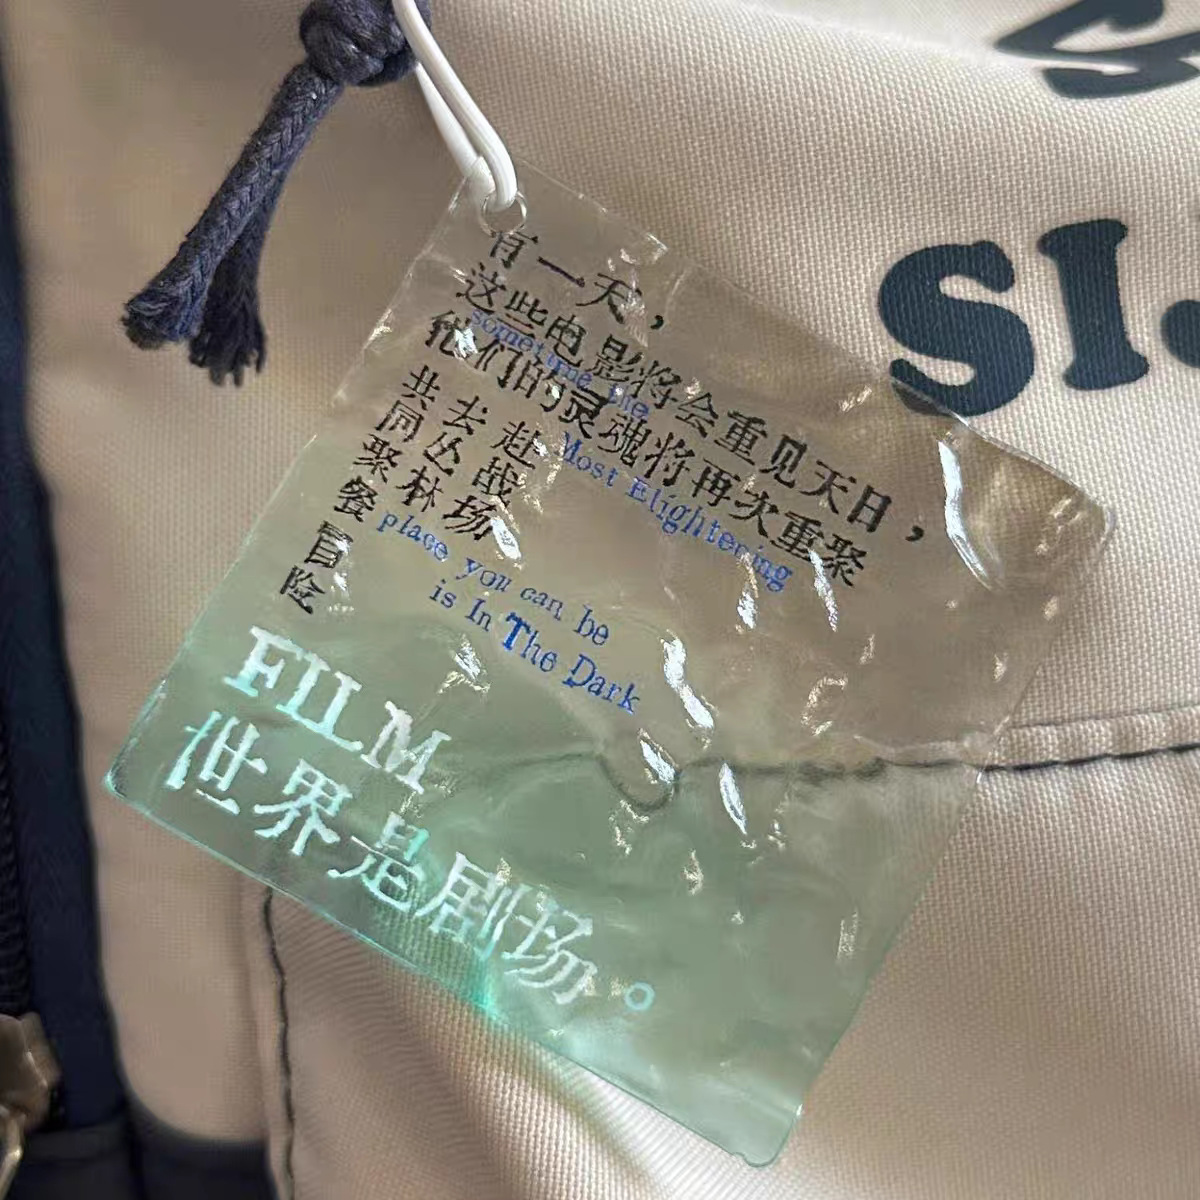 有一天，
这些电影将会重见天日，
sometime the
他们的灵魂将再次重聚
赴战场
去丛林
共同聚餐冒险
Most Elightering
place you can be
is In The Dark
FILM
世界是剧场。
SI.